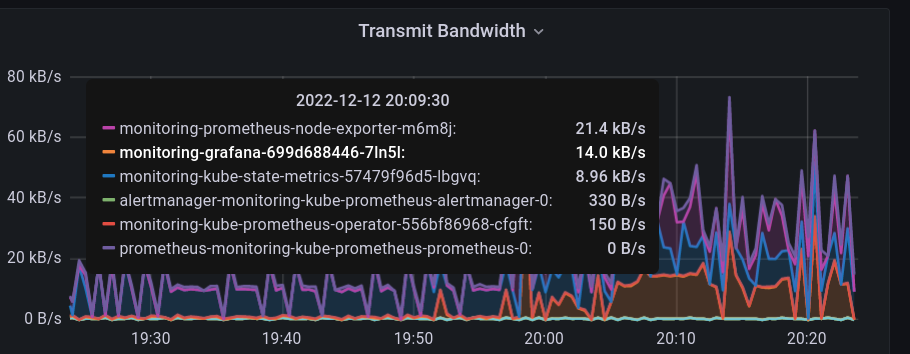 Transmit Bandwidth
80 kB/s
2022-12-12 20:09:30
monitoring-prometheus-node-exporter-m6m8j: 21.4 kB/s
60 kB/s
monitoring-grafana-699d688446-7ln5l: 14.0 kB/s
monitoring-kube-state-metrics-57479f96d5-lbgvq: 8.96 kB/s
40 kB/s
alertmanager-monitoring-kube-prometheus-alertmanager-0: 330 B/s
monitoring-kube-prometheus-operator-556bf86968-cfgft: 150 B/s
prometheus-monitoring-kube-prometheus-prometheus-0: 0 B/s
20 kB/s
0 B/s
19:30 19:40 19:50 20:00 20:10 20:20